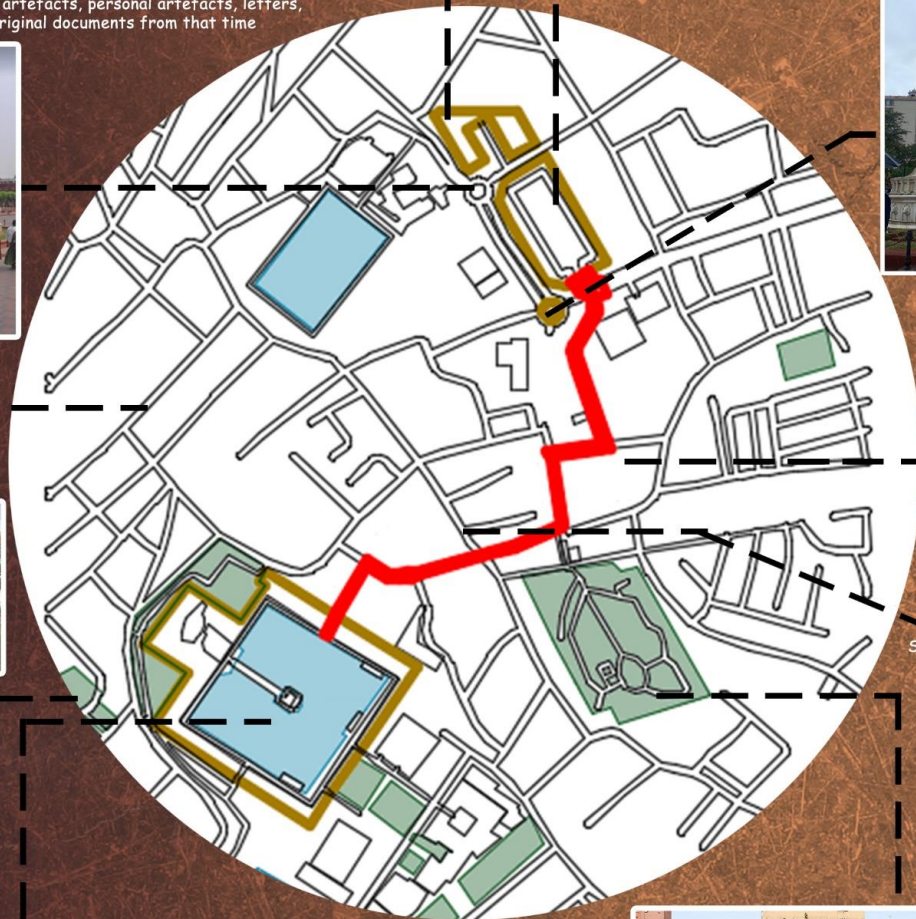 artefacts, personal artefacts, letters,
riginal documents from that time